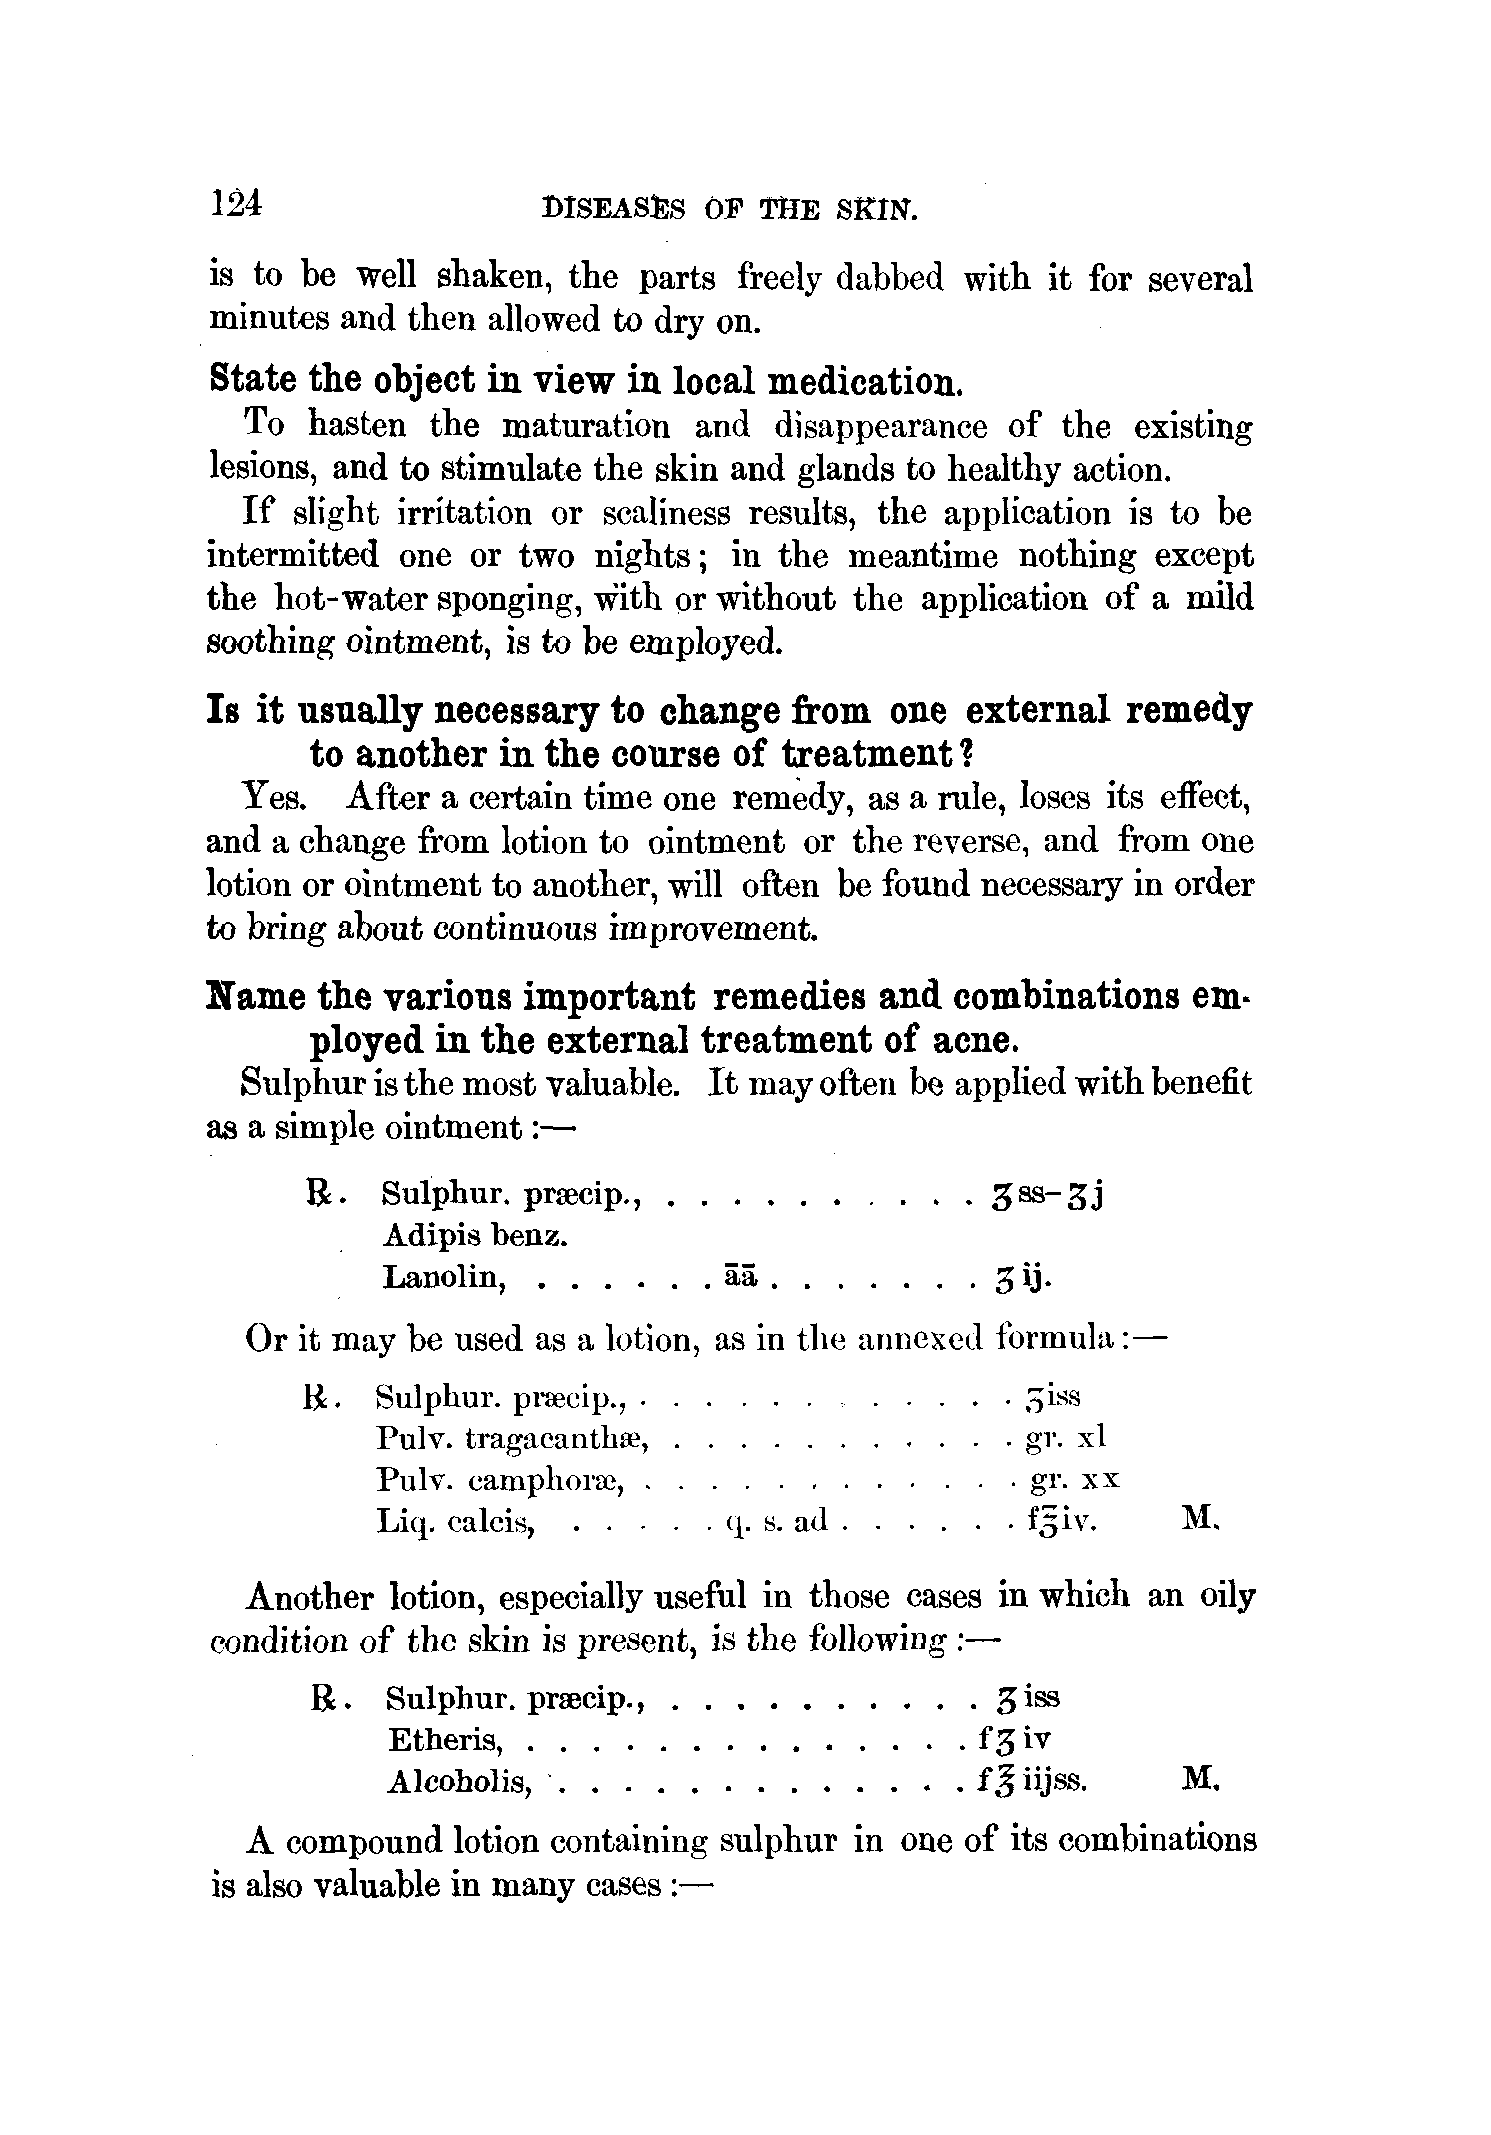 124 DISEASES OF THE SKIN.
is to be well shaken, the parts freely dabbed with it for several
minutes and then allowed to dry on.
State the object in view in local medication.
To hasten the maturation and disappearance of the existing
lesions, and to stimulate the skin and glands to healthy action.
If slight irritation or scaliness results, the application is to be
intermitted one or two nights; in the meantime nothing except
the hot-water sponging, with or without the application of a mild
soothing ointment, is to be employed.
Is it usually necessary to change from one external remedy
to another in the course of treatment?
Yes. After a certain time one remedy, as a rule, loses its effect,
and a change from lotion to ointment or the reverse, and from one
lotion or ointment to another, will often be found necessary in order
to bring about continuous improvement.
Name the various important remedies and combinations em-
ployed in the external treatment of acne.
Sulphur is the most valuable. It may often be applied with benefit
as a simple ointment:—
℞. Sulphur. præcip., . . . . . . . . . . ʒss-ʒj
Adipis benz.
Lanolin, . . . . . . āā . . . . . . . ʒij.
Or it may be used as a lotion, as in the annexed formula:—
℞. Sulphur. præcip., . . . . . . . . . . . . ʒiss
Pulv. tragacanthæ, . . . . . . . . . . . gr. xl
Pulv. camphoræ, . . . . . . . . . . . . gr. xx
Liq. calcis, . . . . . q. s. ad . . . . . . f℥iv. M.
Another lotion, especially useful in those cases in which an oily
condition of the skin is present, is the following:—
℞. Sulphur. præcip., . . . . . . . . . . ʒiss
Etheris, . . . . . . . . . . . . . . fʒiv
Alcoholis, . . . . . . . . . . . . . f℥iijss. M.
A compound lotion containing sulphur in one of its combinations
is also valuable in many cases:—